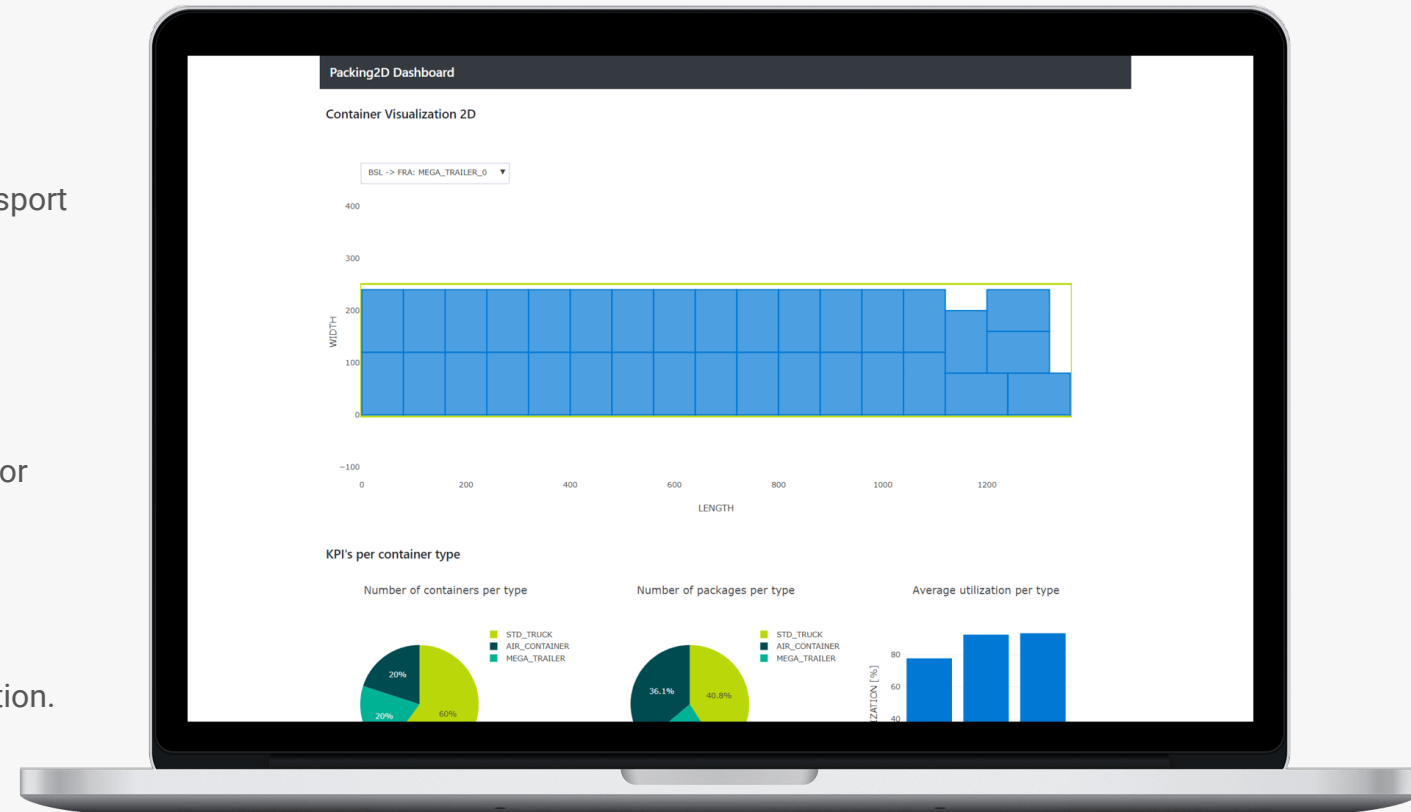 sport
or
tion.
Packing2D Dashboard
Container Visualization 2D
BSL -> FRA: MEGA_TRAILER_0 ▼
400
300
200
100
0
−100
WIDTH
0 200 400 600 800 1000 1200
LENGTH
KPI's per container type
Number of containers per type
STD_TRUCK
AIR_CONTAINER
MEGA_TRAILER
20%
20%
60%
Number of packages per type
STD_TRUCK
AIR_CONTAINER
MEGA_TRAILER
36.1%
40.8%
Average utilization per type
80
60
40
IZATION [%]